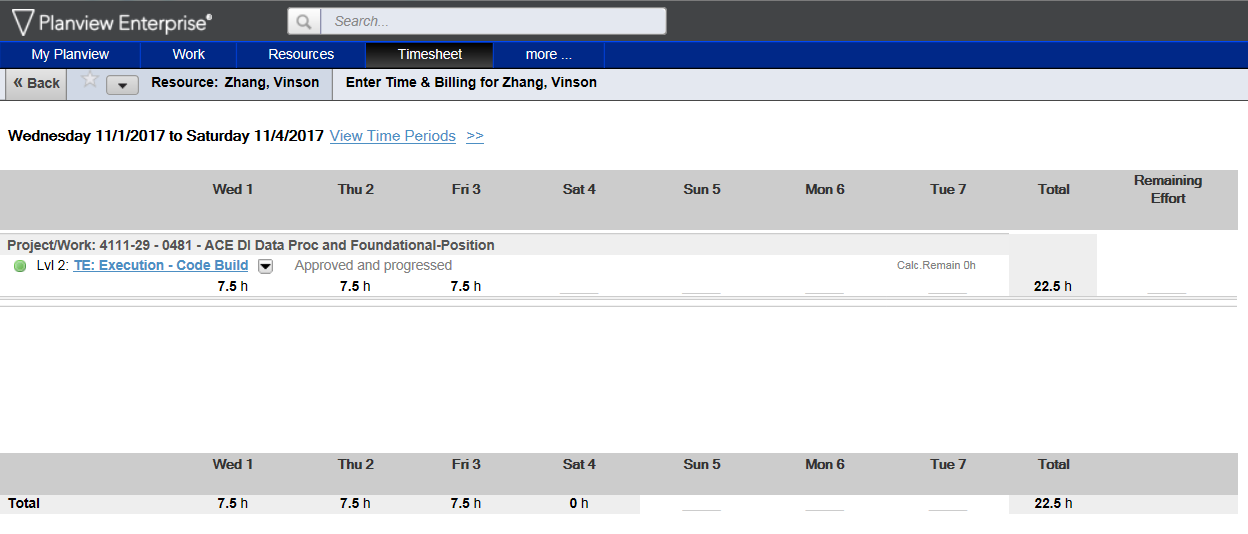 Planview Enterprise®
Search...
My Planview Work Resources Timesheet more ...
« Back Resource: Zhang, Vinson Enter Time & Billing for Zhang, Vinson
Wednesday 11/1/2017 to Saturday 11/4/2017 View Time Periods >>
Wed 1 Thu 2 Fri 3 Sat 4 Sun 5 Mon 6 Tue 7 Total Remaining
Effort
Project/Work: 4111-29 - 0481 - ACE DI Data Proc and Foundational-Position
Lvl 2: TE: Execution - Code Build Approved and progressed Calc.Remain 0h
7.5 h 7.5 h 7.5 h 22.5 h
Wed 1 Thu 2 Fri 3 Sat 4 Sun 5 Mon 6 Tue 7 Total
Total 7.5 h 7.5 h 7.5 h 0 h 22.5 h